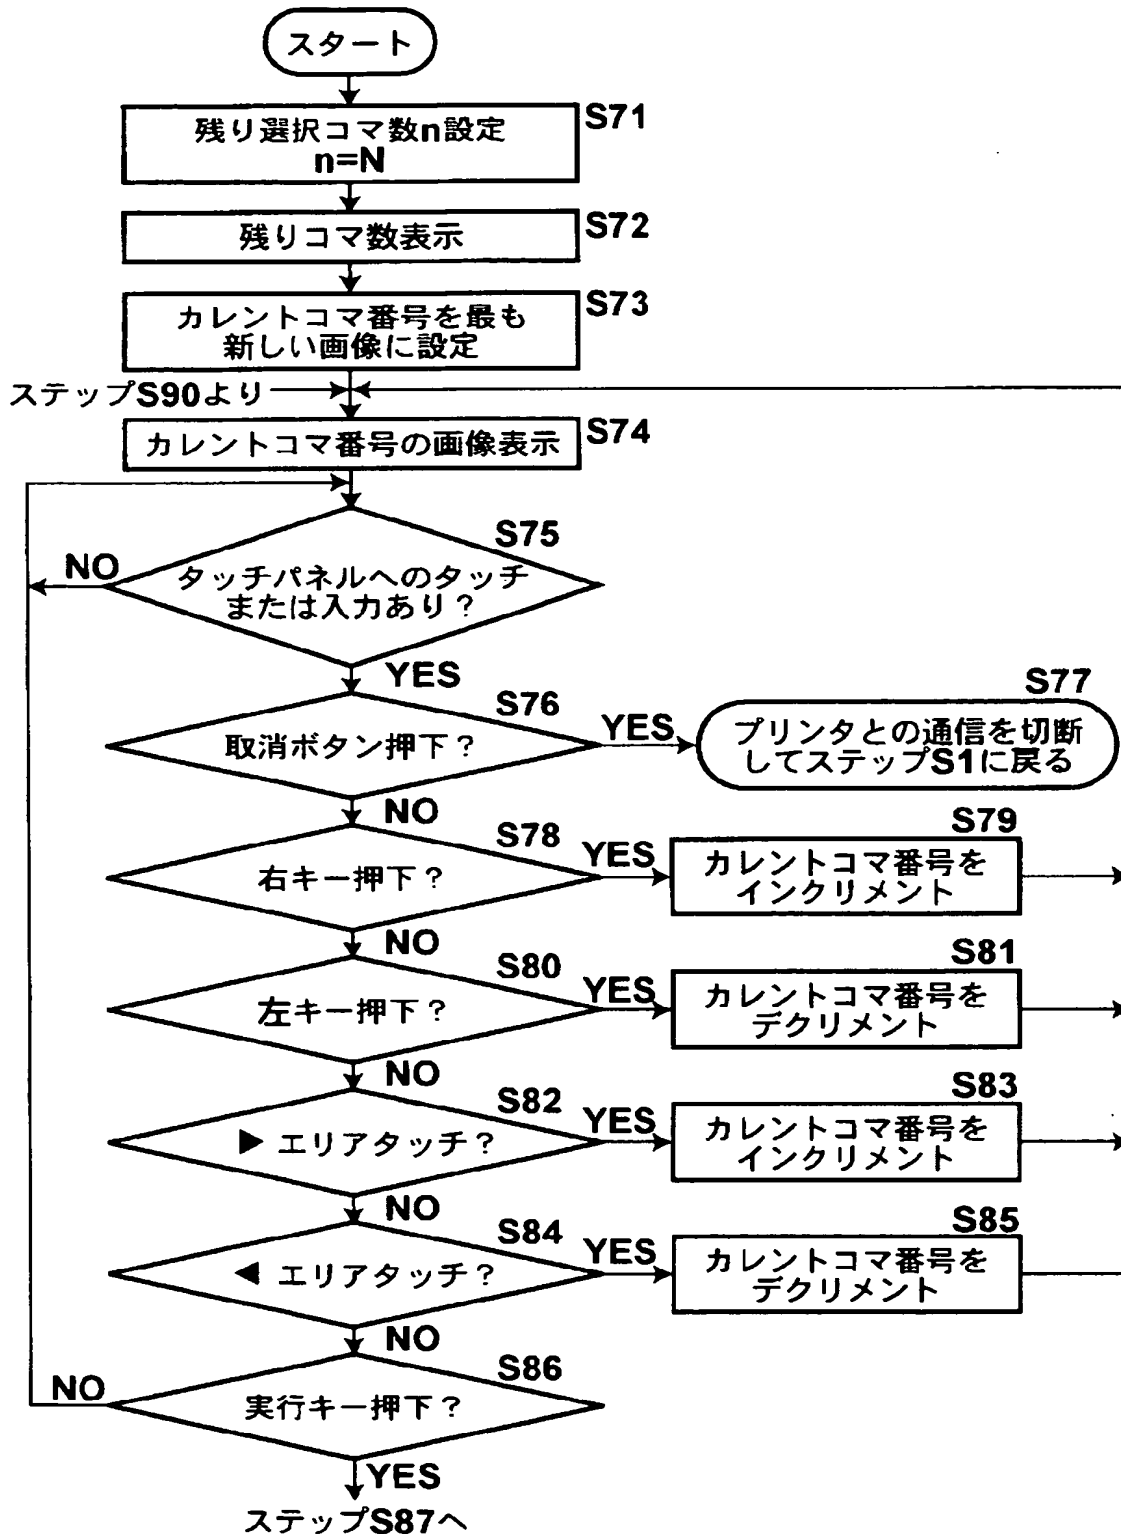 スタート
S71
残り選択コマ数n設定
n=N
S72
残りコマ数表示
S73
カレントコマ番号を最も
新しい画像に設定
ステップS90より
S74
カレントコマ番号の画像表示
S75
NO
タッチパネルへのタッチ
または入力あり?
YES
S76
取消ボタン押下?
YES
S77
プリンタとの通信を切断
してステップS1に戻る
NO
S78
右キー押下?
YES
S79
カレントコマ番号を
インクリメント
NO
S80
左キー押下?
YES
S81
カレントコマ番号を
デクリメント
NO
S82
▶ エリアタッチ?
YES
S83
カレントコマ番号を
インクリメント
NO
S84
◀ エリアタッチ?
YES
S85
カレントコマ番号を
デクリメント
NO
S86
NO
実行キー押下?
YES
ステップS87へ